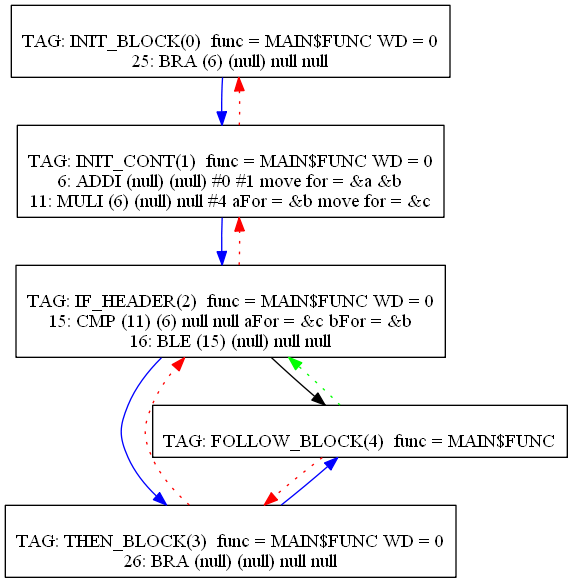 TAG: INIT_BLOCK(0) func = MAIN$FUNC WD = 0
25: BRA (6) (null) null null
TAG: INIT_CONT(1) func = MAIN$FUNC WD = 0
6: ADDI (null) (null) #0 #1 move for = &a &b
11: MULI (6) (null) null #4 aFor = &b move for = &c
TAG: IF_HEADER(2) func = MAIN$FUNC WD = 0
15: CMP (11) (6) null null aFor = &c bFor = &b
16: BLE (15) (null) null null
TAG: FOLLOW_BLOCK(4) func = MAIN$FUNC
TAG: THEN_BLOCK(3) func = MAIN$FUNC WD = 0
26: BRA (null) (null) null null